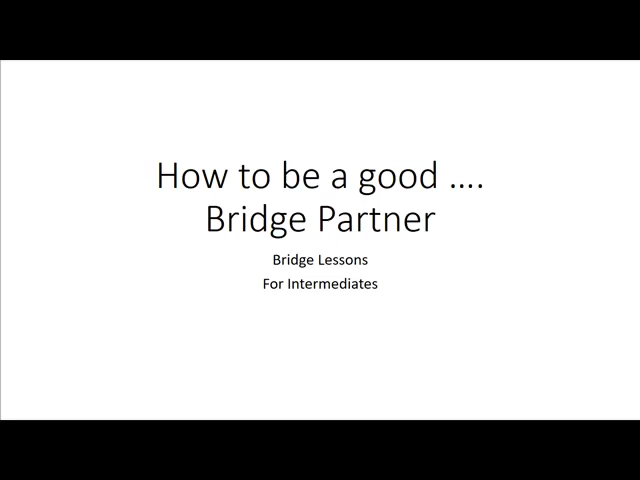 How to be a good ....
Bridge Partner
Bridge Lessons
For Intermediates